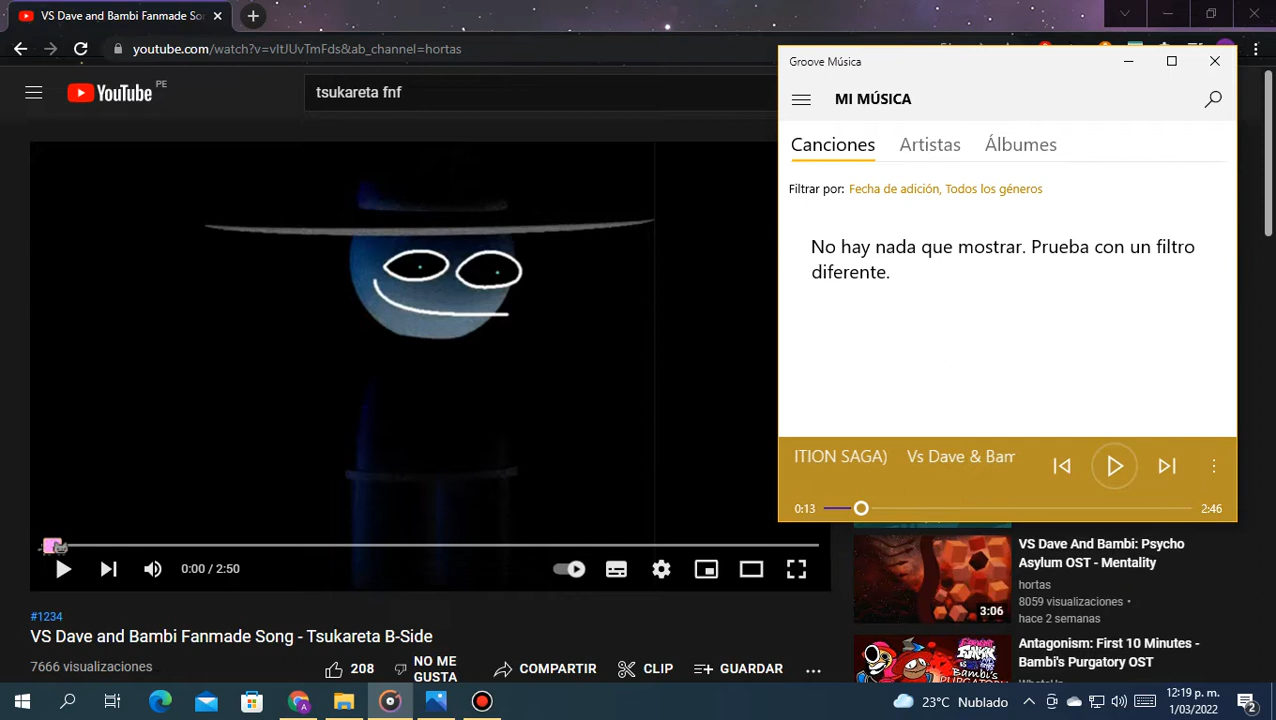 VS Dave and Bambi Fanmade So
youtube.com/watch?v=vItUUvTmFds&ab_channel=hortas
YouTube PE
tsukareta fnf
Groove Música
MI MÚSICA
Canciones Artistas Álbumes
Filtrar por: Fecha de adición, Todos los géneros
No hay nada que mostrar. Prueba con un filtro
diferente.
ITION SAGA) Vs Dave & Bam
0:13 2:46
0:00 / 2:50
#1234
VS Dave and Bambi Fanmade Song - Tsukareta B-Side
7666 visualizaciones
208
NO ME
GUSTA
COMPARTIR
CLIP
GUARDAR
VS Dave And Bambi: Psycho
Asylum OST - Mentality
hortas
8059 visualizaciones •
hace 2 semanas
3:06
Antagonism: First 10 Minutes -
Bambi's Purgatory OST
23°C Nublado
12:19 p. m.
1/03/2022
2